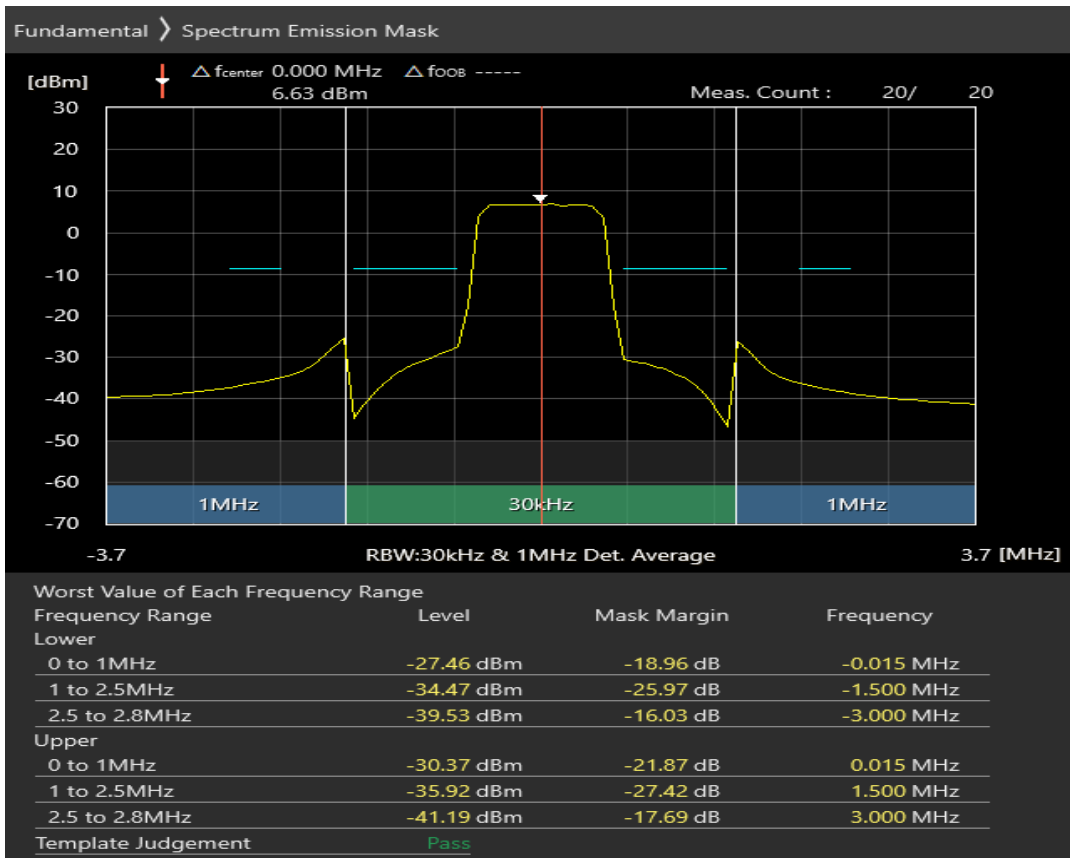 Fundamental 〉 Spectrum Emission Mask
[dBm] △ fcenter 0.000 MHz △ fOOB -----
6.63 dBm Meas. Count : 20/ 20
30
20
10
0
-10
-20
-30
-40
-50
-60
1MHz 30kHz 1MHz
-70
-3.7 RBW:30kHz & 1MHz Det. Average 3.7 [MHz]
Worst Value of Each Frequency Range
Frequency Range Level Mask Margin Frequency
Lower
0 to 1MHz -27.46 dBm -18.96 dB -0.015 MHz
1 to 2.5MHz -34.47 dBm -25.97 dB -1.500 MHz
2.5 to 2.8MHz -39.53 dBm -16.03 dB -3.000 MHz
Upper
0 to 1MHz -30.37 dBm -21.87 dB 0.015 MHz
1 to 2.5MHz -35.92 dBm -27.42 dB 1.500 MHz
2.5 to 2.8MHz -41.19 dBm -17.69 dB 3.000 MHz
Template Judgement Pass